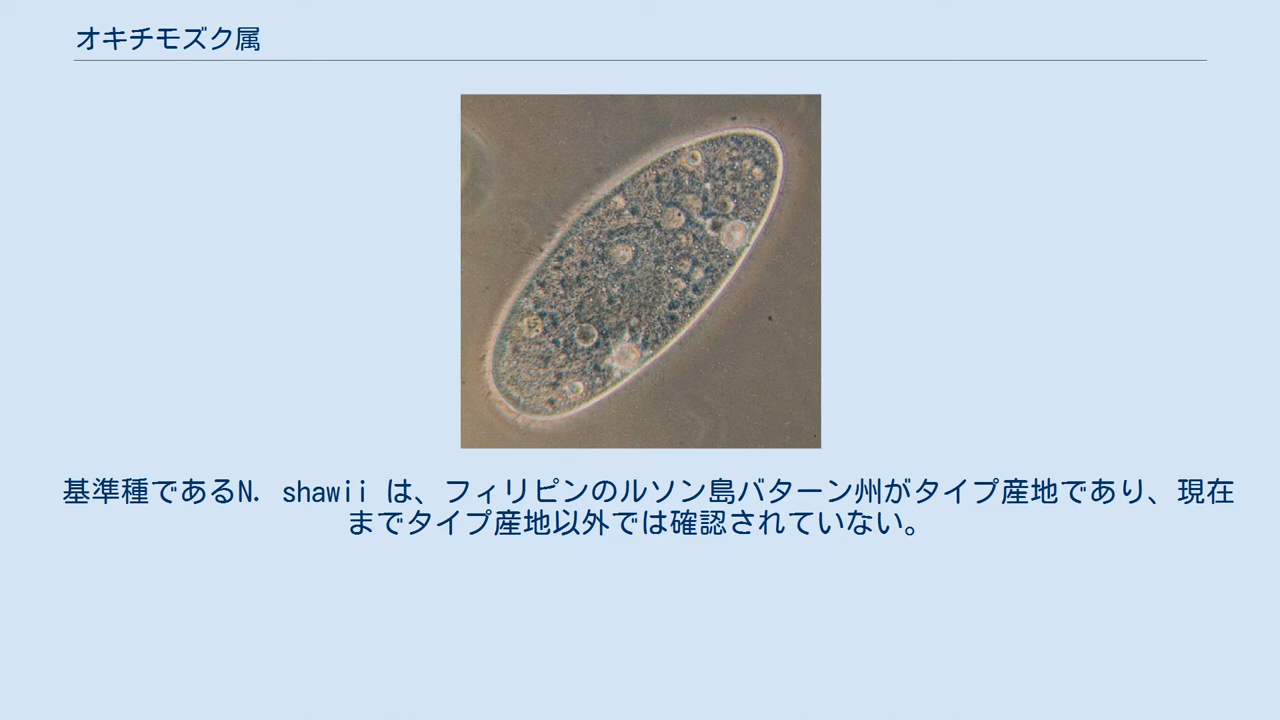 オキチモズク属
基準種であるN. shawii は、フィリピンのルソン島バターン州がタイプ産地であり、現在
までタイプ産地以外では確認されていない。